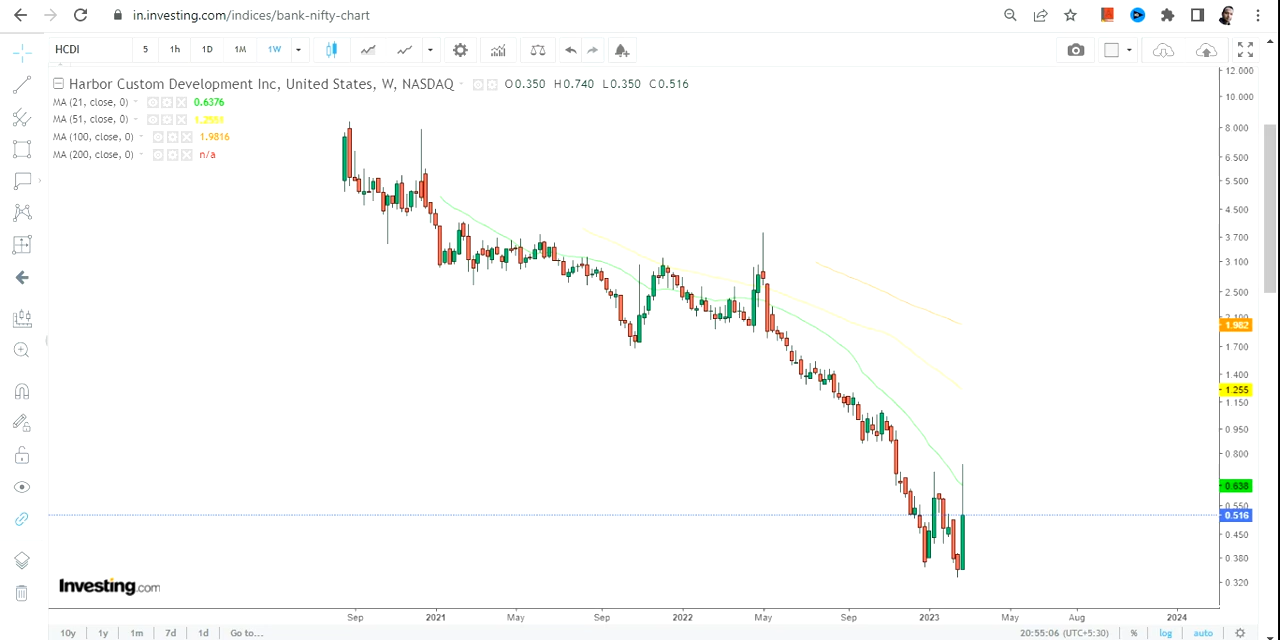 in.investing.com/indices/bank-nifty-chart
HCDI 5 1h 1D 1M 1W
Harbor Custom Development Inc, United States, W, NASDAQ O0.350 H0.740 L0.350 C0.516
MA (21, close, 0) 0.6376
MA (51, close, 0)
MA (100, close, 0) 1.9816
MA (200, close, 0) n/a
12.000
10.000
8.000
6.500
5.500
4.500
3.700
3.100
2.500
2.100
1.982
1.700
1.400
1.255
1.150
0.950
0.800
0.638
0.550
0.516
0.450
0.380
0.320
Investing.com
Sep 2021 May Sep 2022 May Sep 2023 May Aug 2024
10y 1y 1m 7d 1d Go to... 20:55:06 (UTC+5:30) % log auto